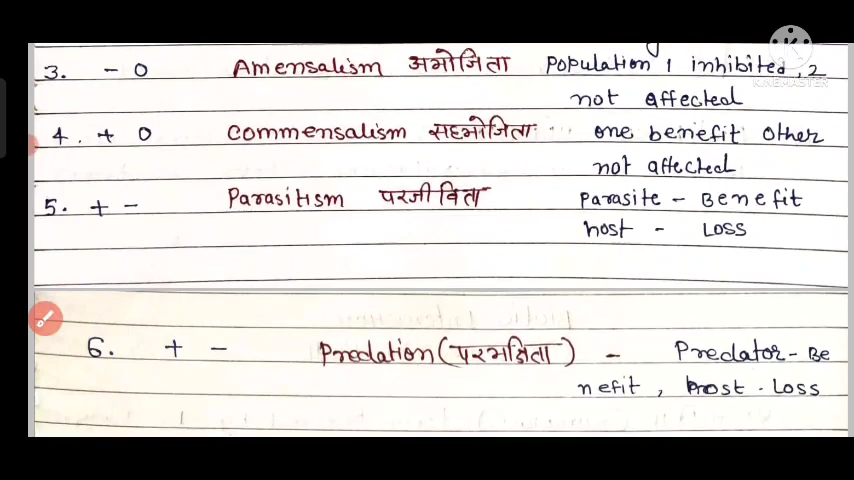 3. - 0 Amensalism अमोजिता Population 1 inhibited, 2
KINEMASTER
not affected
4. + 0 Commensalism सहभोजिता one benefit other
not affected
5. + - Parasitism परजीविता Parasite - Benefit
host - Loss
6. + - Predation (परभक्षिता) - Predator - Be
nefit, host - Loss